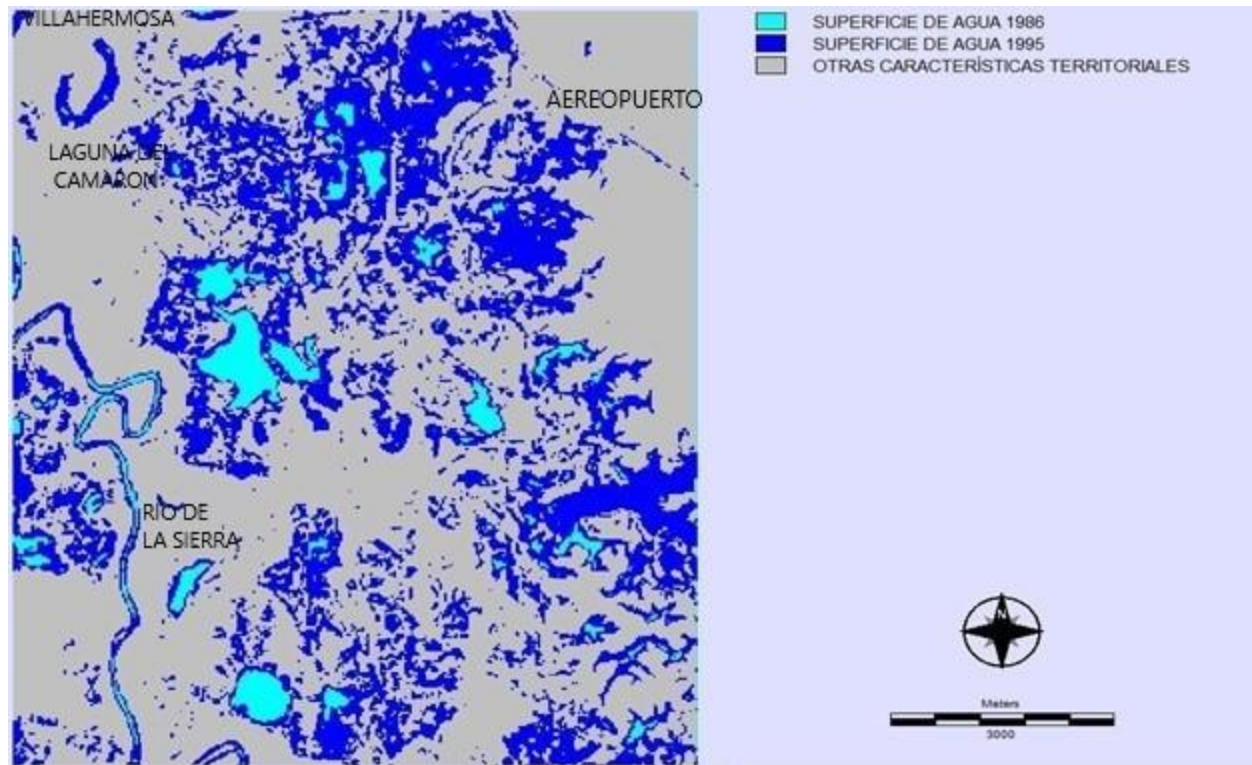 VILLAHERMOSA
AEREOPUERTO
LAGUNA DEL
CAMARON
RIO DE
LA SIERRA
SUPERFICIE DE AGUA 1986
SUPERFICIE DE AGUA 1995
OTRAS CARACTERÍSTICAS TERRITORIALES
N
Meters
3000